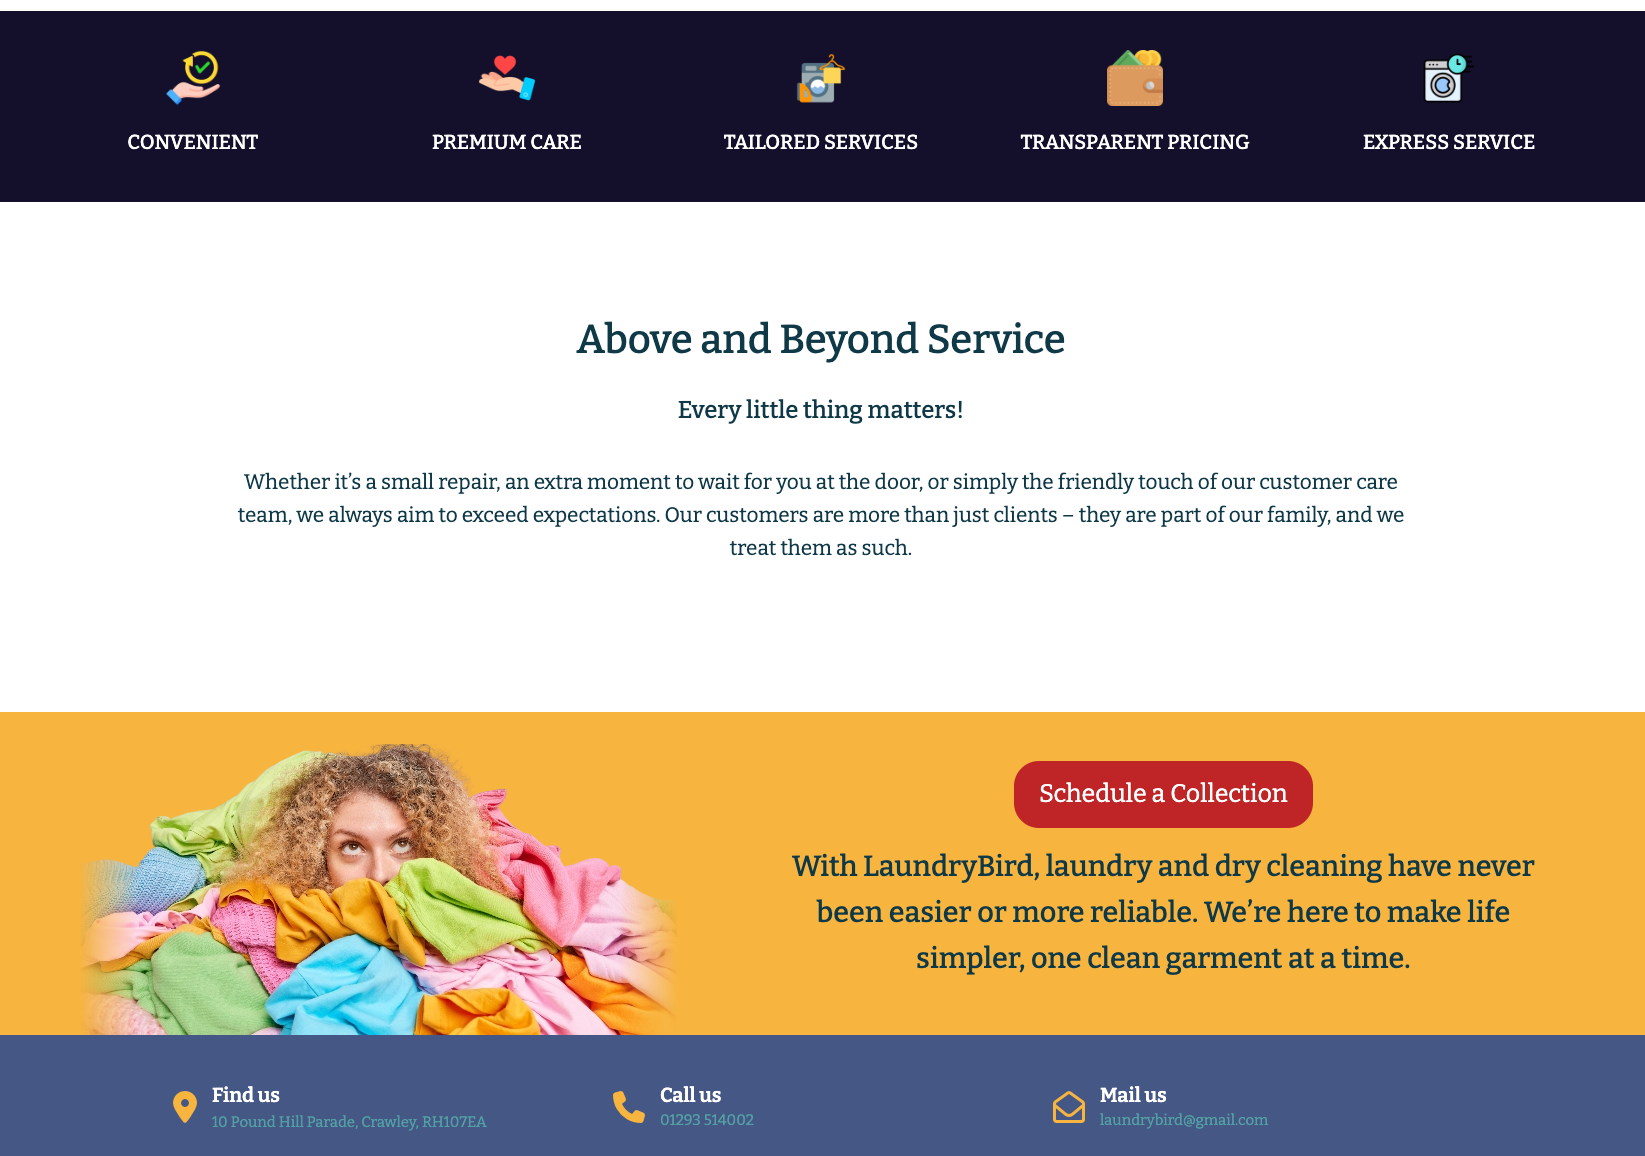 CONVENIENT
PREMIUM CARE
TAILORED SERVICES
TRANSPARENT PRICING
EXPRESS SERVICE
Above and Beyond Service
Every little thing matters!
Whether it’s a small repair, an extra moment to wait for you at the door, or simply the friendly touch of our customer care
team, we always aim to exceed expectations. Our customers are more than just clients – they are part of our family, and we
treat them as such.
Schedule a Collection
With LaundryBird, laundry and dry cleaning have never
been easier or more reliable. We’re here to make life
simpler, one clean garment at a time.
Find us
10 Pound Hill Parade, Crawley, RH107EA
Call us
01293 514002
Mail us
laundrybird@gmail.com